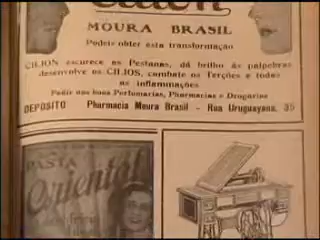 MOURA BRASIL
Podeis obter esta transformação
CILION escurece as Pestanas, dá brilho ás palpebras
desenvolve os CILIOS, combate os Terçóes e todas
as inflammações
Pedir nas boas Perfumarias, Pharmacias e Drogarias
DEPOSITO Pharmacia Moura Brasil - Rua Uruguayana, 35
PASTA
Oriental